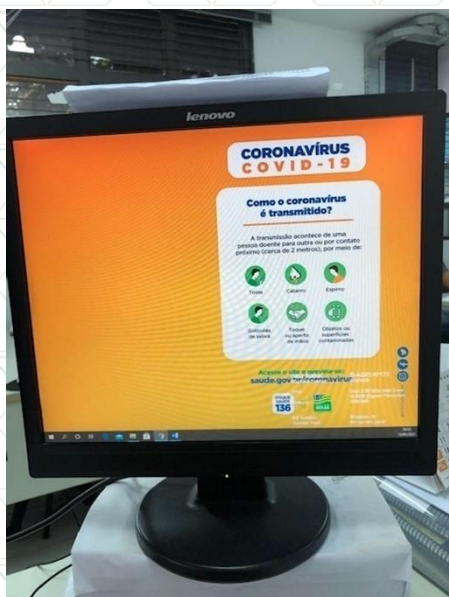 lenovo
CORONAVÍRUS
COVID-19
Como o coronavírus
é transmitido?
A transmissão acontece de uma
pessoa doente para outra ou por contato
próximo (cerca de 2 metros), por meio de:
Tosse
Catarro
Espirro
Gotículas
de saliva
Toque
ou aperto
de mãos
Objetos ou
superfícies
contaminadas
Acesse o site e previna-se:
saude.gov.br/coronavirus
DISQUE
SAÚDE
136